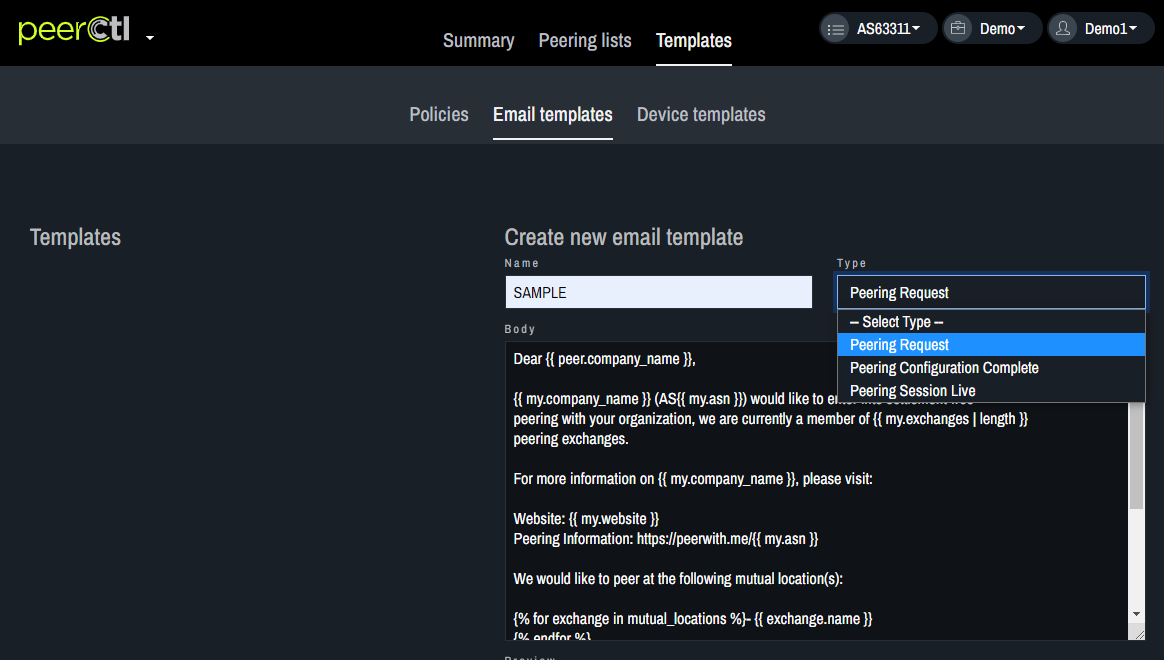 peerctl
Summary Peering lists Templates
AS63311 Demo Demo1
Policies Email templates Device templates
Templates
Create new email template
Name Type
SAMPLE Peering Request
-- Select Type --
Peering Request
Peering Configuration Complete
Peering Session Live
Body
Dear {{ peer.company_name }},
{{ my.company_name }} (AS{{ my.asn }}) would like to
peering with your organization, we are currently a member of {{ my.exchanges | length }}
peering exchanges.
For more information on {{ my.company_name }}, please visit:
Website: {{ my.website }}
Peering Information: https://peerwith.me/{{ my.asn }}
We would like to peer at the following mutual location(s):
{% for exchange in mutual_locations %}- {{ exchange.name }}
{% endfor %}
Preview